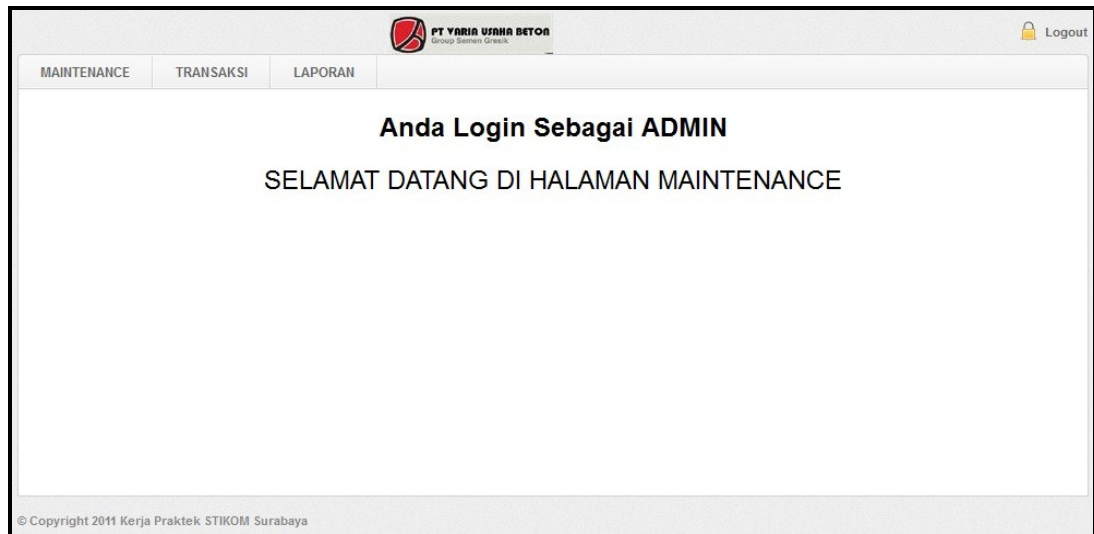 PT VARIA USAHA BETON
Group Semen Gresik
Logout
MAINTENANCE TRANSAKSI LAPORAN
Anda Login Sebagai ADMIN
SELAMAT DATANG DI HALAMAN MAINTENANCE
© Copyright 2011 Kerja Praktek STIKOM Surabaya